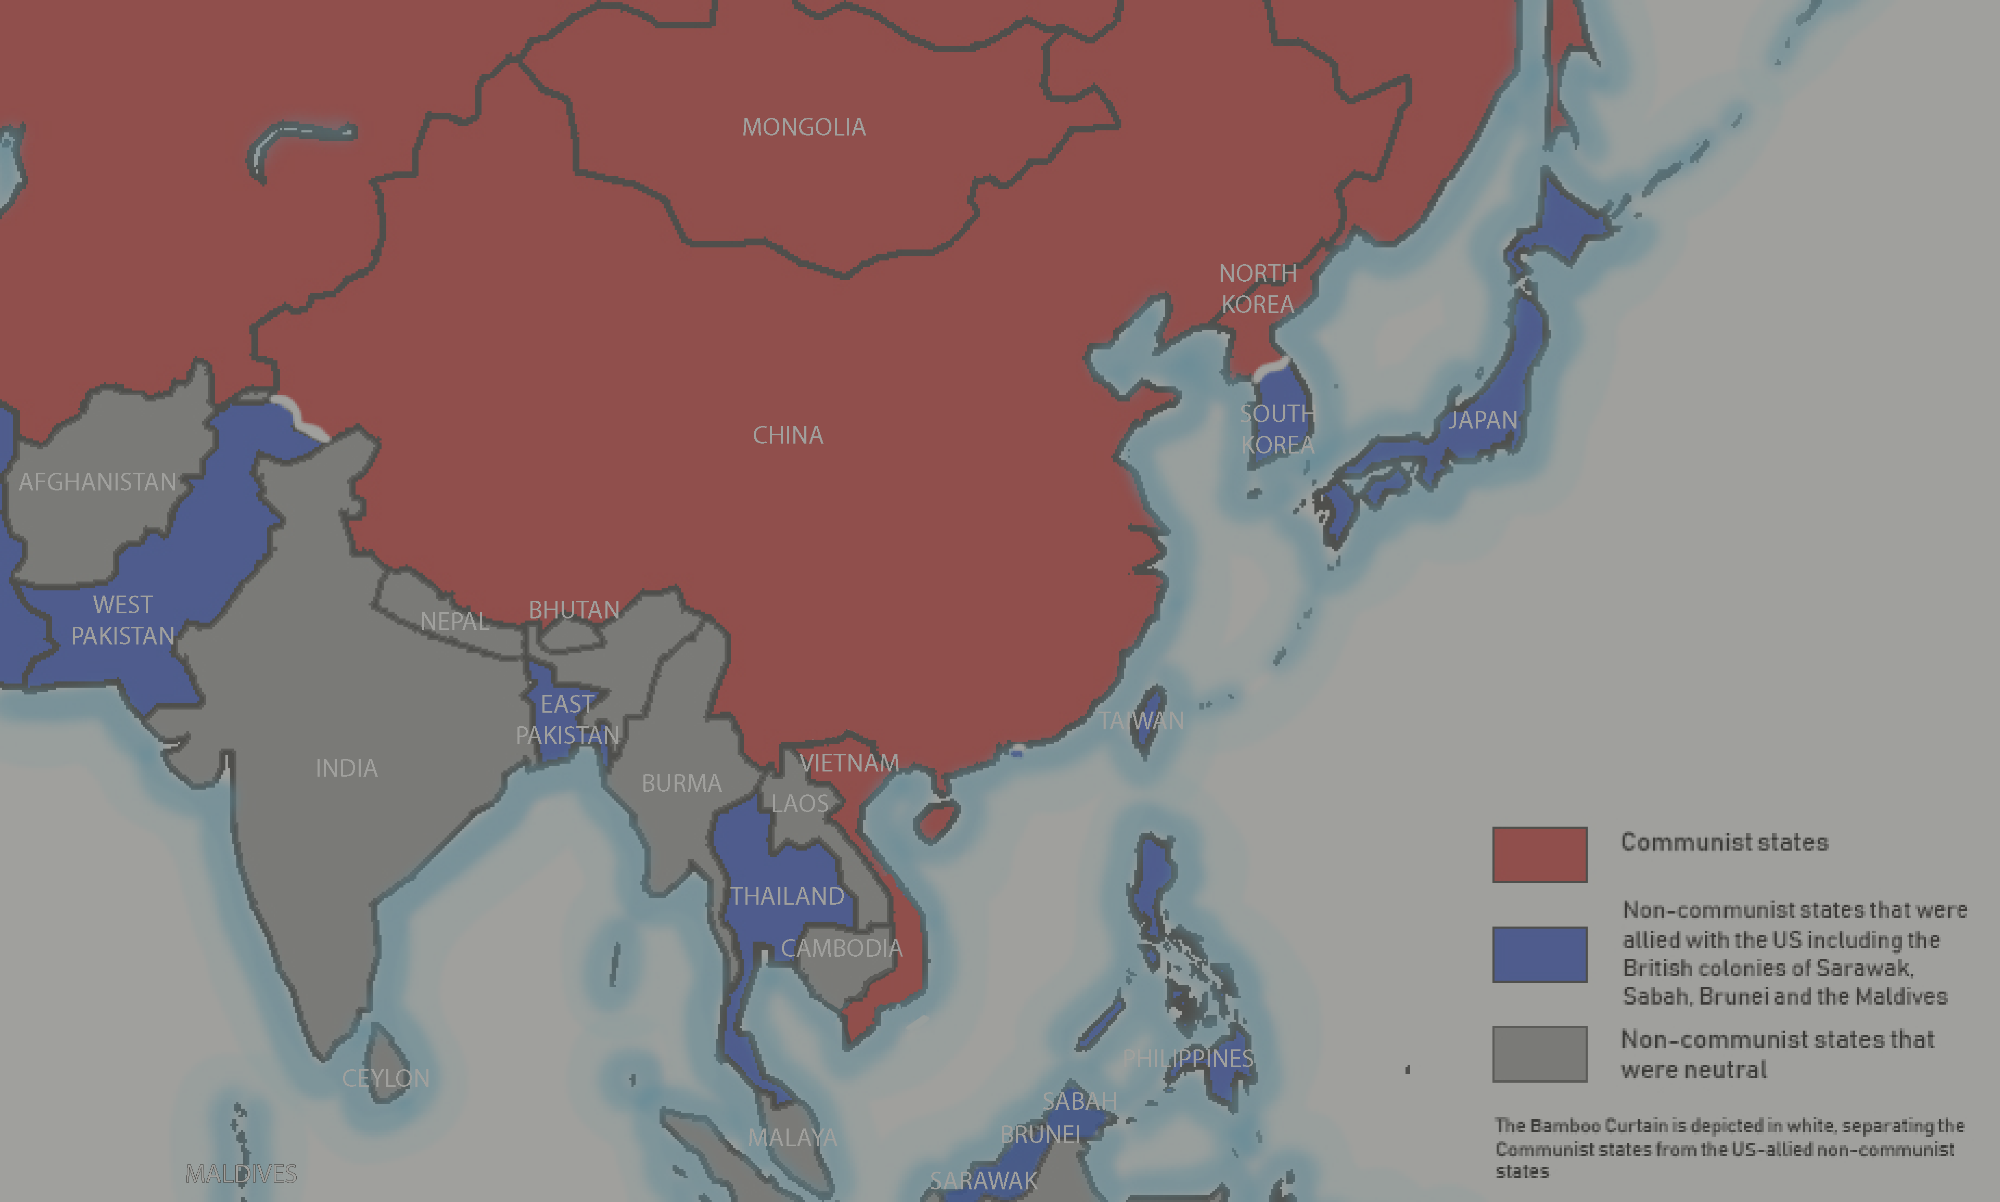 MONGOLIA
NORTH
KOREA
CHINA
SOUTH
KOREA
JAPAN
AFGHANISTAN
WEST
PAKISTAN
NEPAL
BHUTAN
EAST
PAKISTAN
TAIWAN
INDIA
BURMA
VIETNAM
LAOS
THAILAND
CAMBODIA
CEYLON
PHILIPPINES
SABAH
BRUNEI
MALAYA
SARAWAK
MALDIVES
Communist states
Non-communist states that were
allied with the US including the
British colonies of Sarawak,
Sabah, Brunei and the Maldives
Non-communist states that
were neutral
The Bamboo Curtain is depicted in white, separating the
Communist states from the US-allied non-communist
states